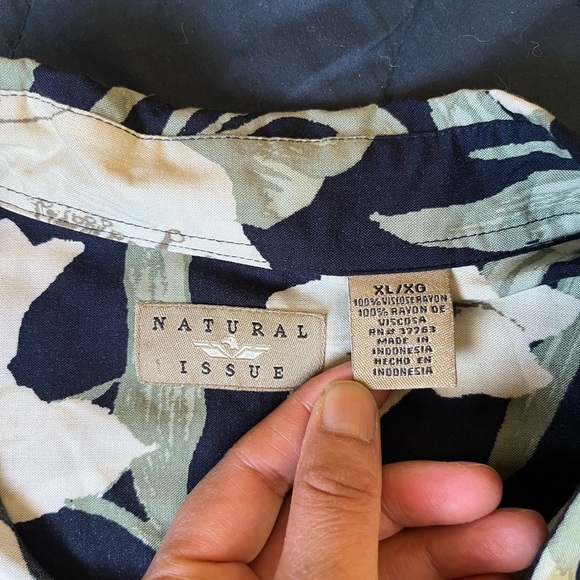 NATURAL
ISSUE
XL/XG
100% VISCOSE RAYON
100% RAYON DE
VISCOSA
RN# 37763
MADE IN
INDONESIA
HECHO EN
INDONESIA